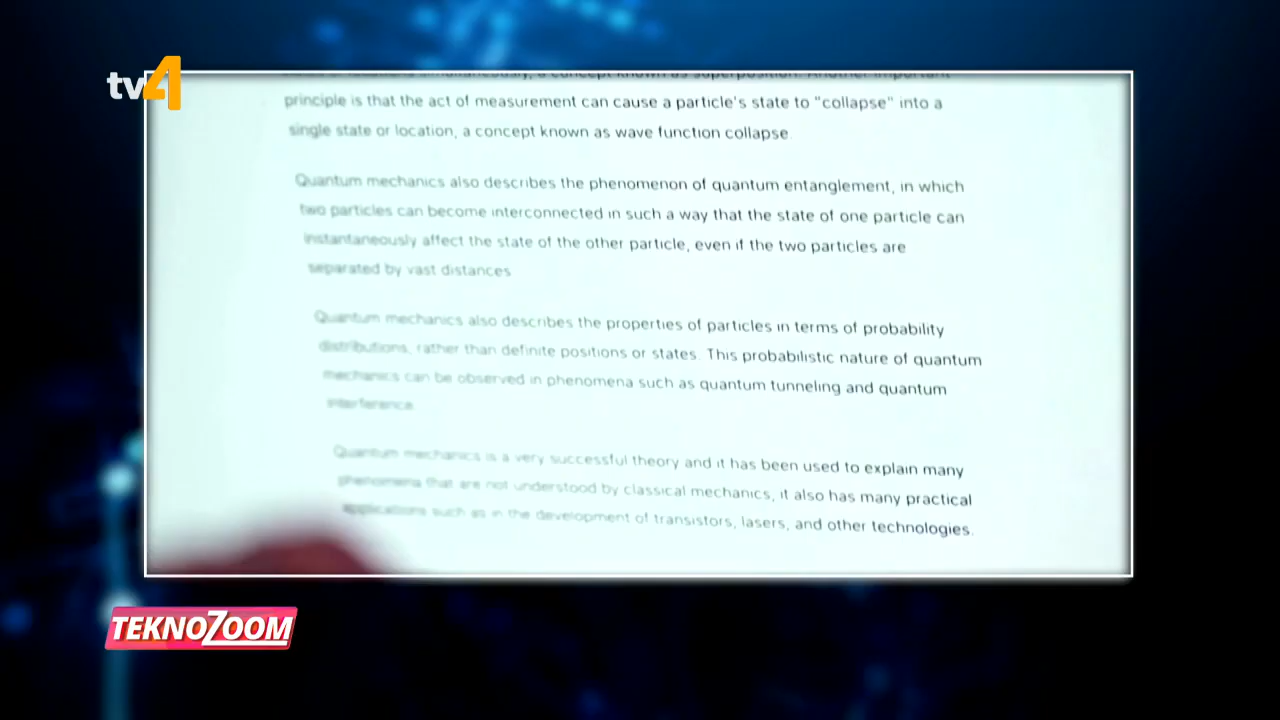 tv4
principle is that the act of measurement can cause a particle's state to "collapse" into a
single state or location, a concept known as wave function collapse.
Quantum mechanics also describes the phenomenon of quantum entanglement, in which
two particles can become interconnected in such a way that the state of one particle can
instantaneously affect the state of the other particle, even if the two particles are
separated by vast distances
Quantum mechanics also describes the properties of particles in terms of probability
distributions, rather than definite positions or states. This probabilistic nature of quantum
mechanics can be observed in phenomena such as quantum tunneling and quantum
interference
Quantum mechanics is a very successful theory and it has been used to explain many
phenomena that are not understood by classical mechanics, it also has many practical
applications such as in the development of transistors, lasers, and other technologies.
TEKNOZOOM